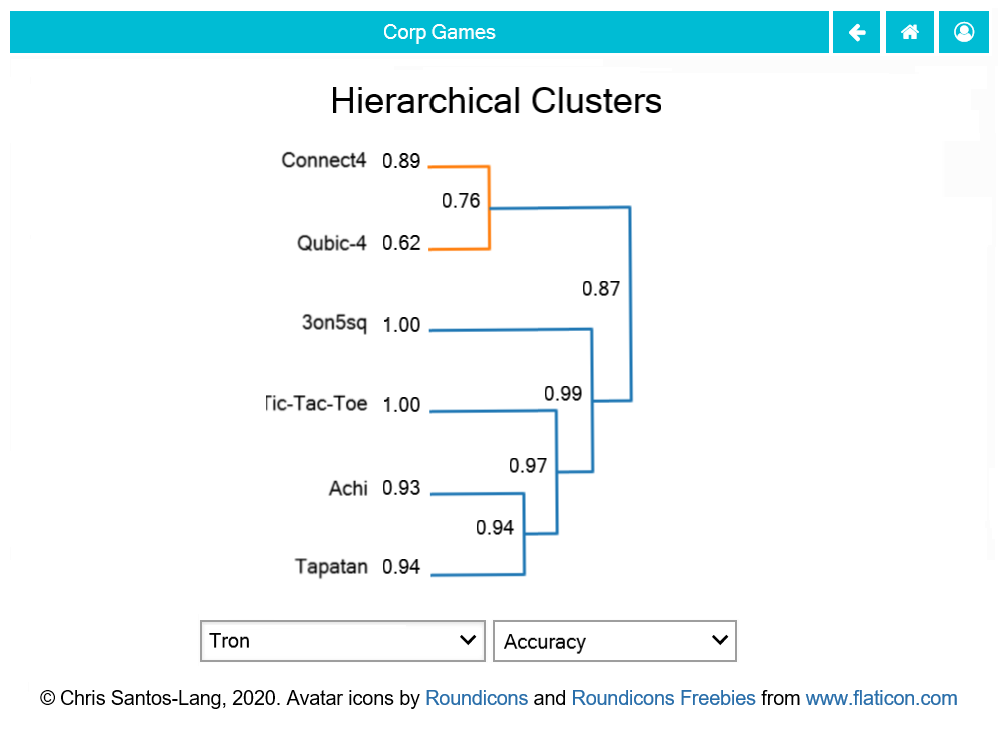 Corp Games
Hierarchical Clusters
Connect4 0.89
0.76
Qubic-4 0.62
0.87
3on5sq 1.00
0.99
Tic-Tac-Toe 1.00
0.97
Achi 0.93
0.94
Tapatan 0.94
Tron Accuracy
© Chris Santos-Lang, 2020. Avatar icons by Roundicons and Roundicons Freebies from www.flaticon.com